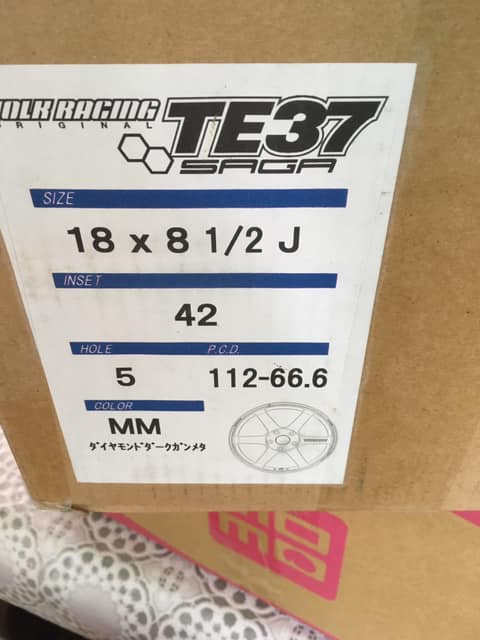 VOLK RACING
ORIGINAL
TE37
SAGA
SIZE
18 x 8 1/2 J
INSET
42
HOLE P.C.D.
5 112-66.6
COLOR
MM
ダイヤモンドダークガンメタ